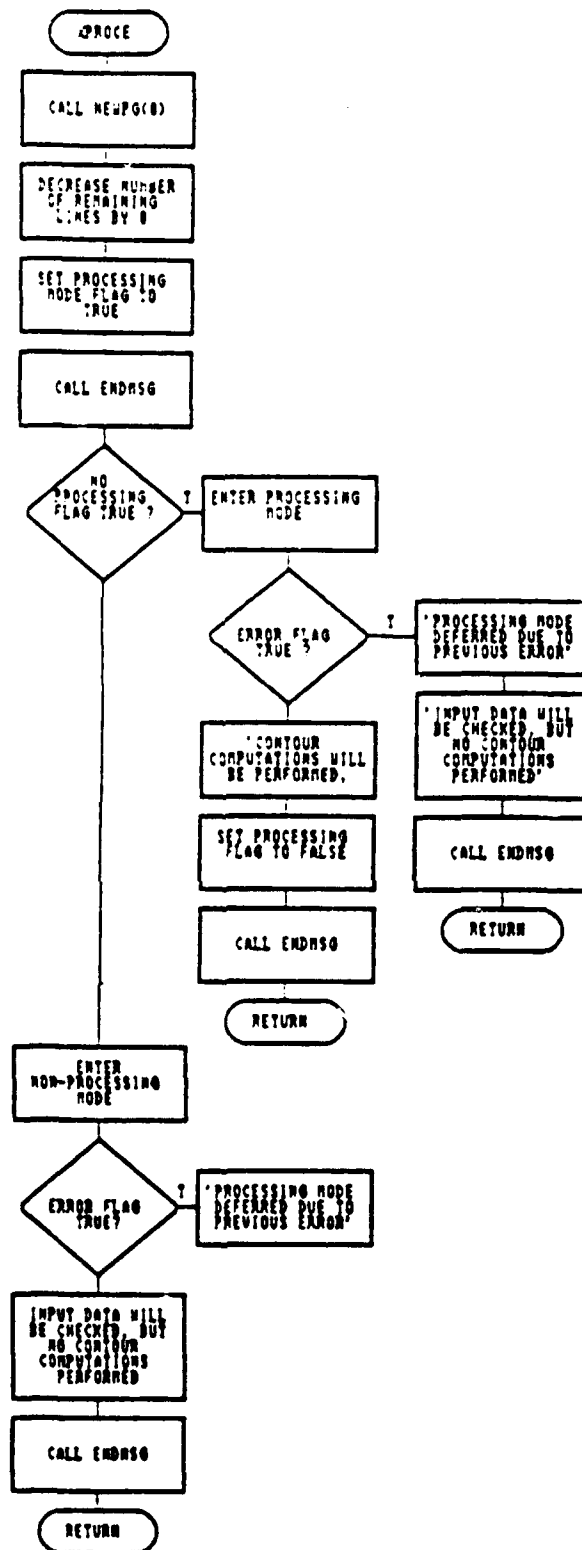 XPROCE
CALL NEWPG(8)
DECREASE NUMBER
OF REMAINING
LINES BY 8
SET PROCESSING
MODE FLAG TO
TRUE
CALL ENDMSG
NO
PROCESSING
FLAG TRUE ?
T
ENTER PROCESSING
MODE
ERROR FLAG
TRUE ?
T
'PROCESSING MODE
DEFERRED DUE TO
PREVIOUS ERROR'
'INPUT DATA WILL
BE CHECKED, BUT
NO CONTOUR
COMPUTATIONS
PERFORMED'
CALL ENDMSG
RETURN
'CONTOUR
COMPUTATIONS WILL
BE PERFORMED.
SET PROCESSING
FLAG TO FALSE
CALL ENDMSG
RETURN
ENTER
NON-PROCESSING
MODE
ERROR FLAG
TRUE?
T
'PROCESSING MODE
DEFERRED DUE TO
PREVIOUS ERROR'
INPUT DATA WILL
BE CHECKED, BUT
NO CONTOUR
COMPUTATIONS
PERFORMED
CALL ENDMSG
RETURN